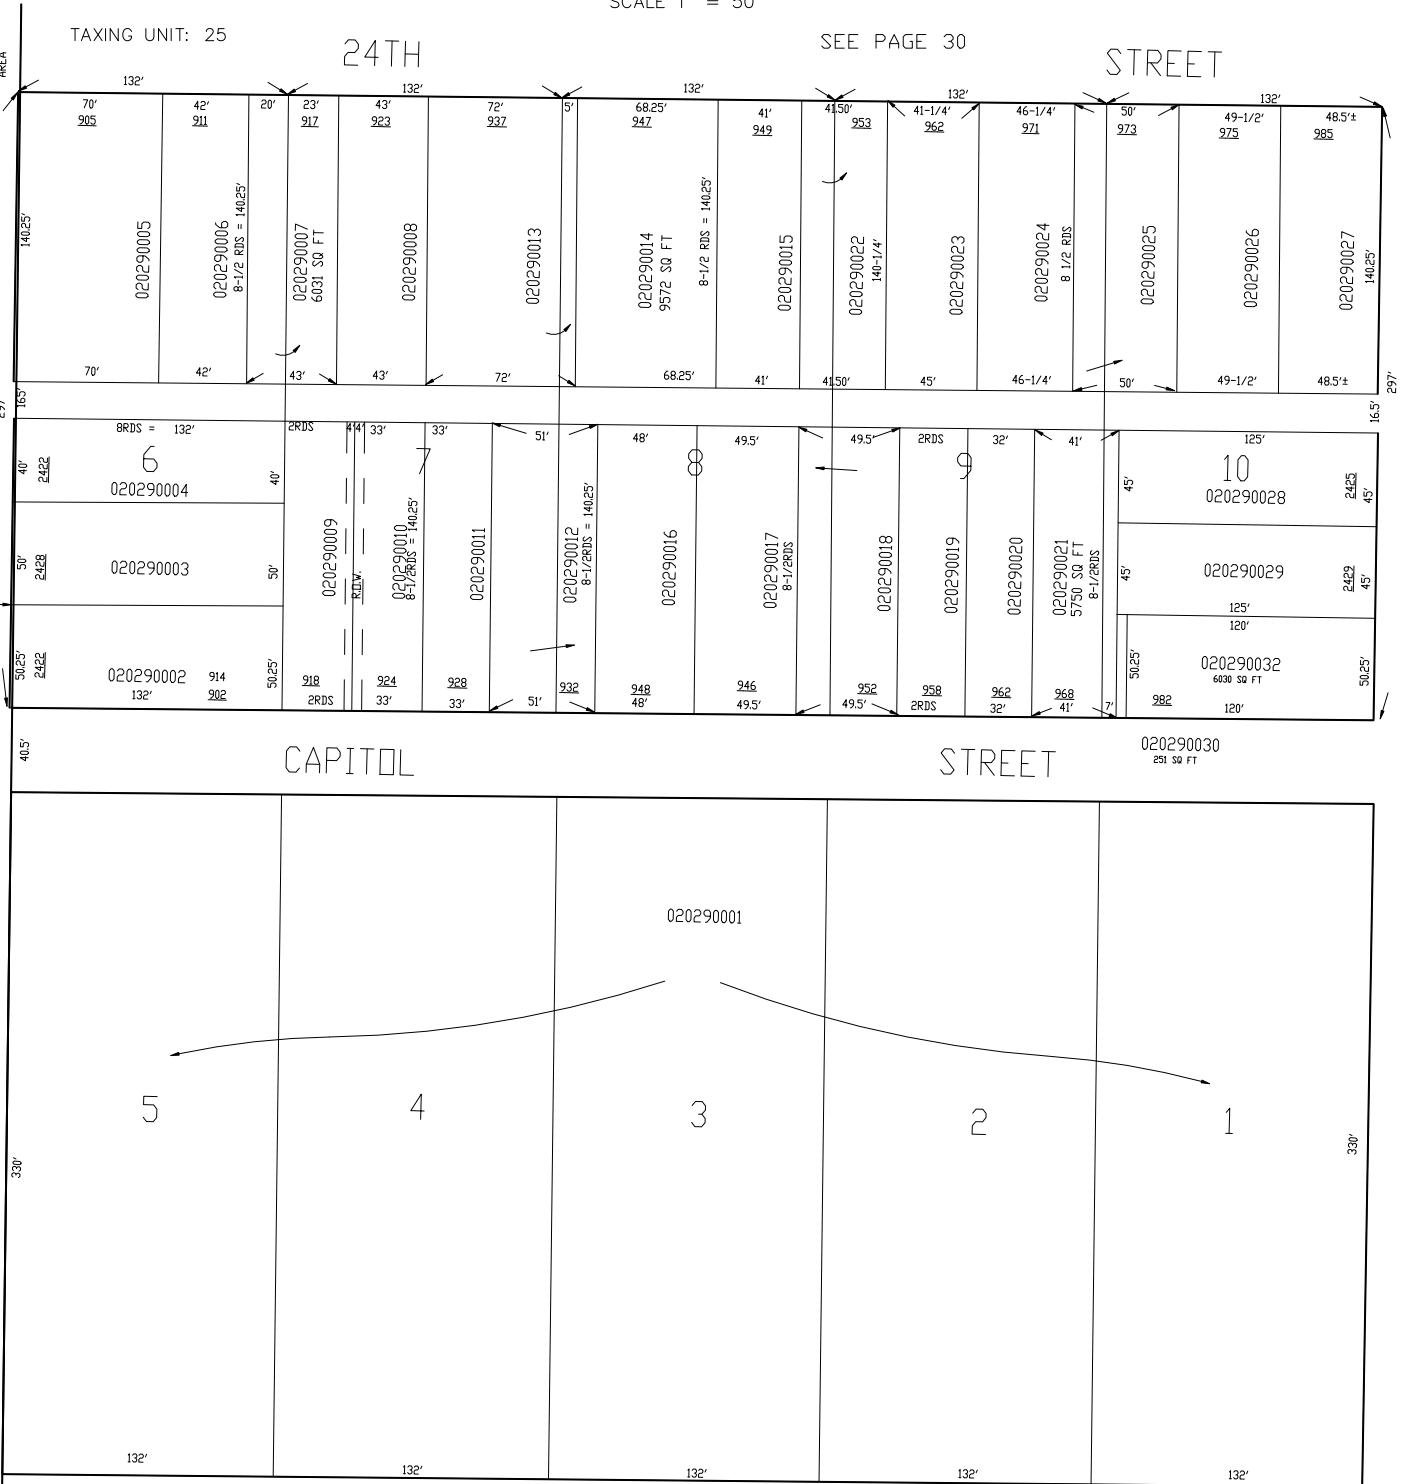 TAXING UNIT: 25
24TH
SEE PAGE 30
STREET
AREA
132′ 132′ 132′ 132′ 132′
70′ 42′ 20′ 23′ 43′ 72′ 5′ 68.25′ 41′ 41.50′ 41-1/4′ 46-1/4′ 50′ 49-1/2′ 48.5′±
905 911 917 923 937 947 949 953 962 971 973 975 985
140.25′
020290005
020290006
8-1/2 RDS = 140.25′
020290007
6031 SQ FT
020290008
020290013
020290014
9572 SQ FT
8-1/2 RDS = 140.25′
020290015
020290022
140-1/4′
020290023
020290024
8 1/2 RDS
020290025
020290026
020290027
140.25′
70′ 42′ 43′ 43′ 72′ 68.25′ 41′ 41.50′ 45′ 46-1/4′ 50′ 49-1/2′ 48.5′±
297′
165′
16.5′
297′
8RDS = 132′
2RDS 4′ 4′ 33′ 33′ 51′ 48′ 49.5′ 49.5′ 2RDS 32′ 41′ 125′
6 7 8 9 10
40′ 2422 020290004 40′
50′ 2428 020290003 50′
50.25′ 2422 020290002 914 50.25′
132′ 902
020290009
R.O.W.
020290010
8-1/2RDS = 140.25′
020290011
020290012
8-1/2RDS = 140.25′
020290016
020290017
8-1/2RDS
020290018
020290019
020290020
020290021
5750 SQ FT
8-1/2RDS
45′ 020290028 2425 45′
45′ 020290029 2429 45′
125′
120′
50.25′ 020290032 50.25′
6030 SQ FT
982 120′
918 924 928 932 948 946 952 958 962 968
2RDS 33′ 33′ 51′ 48′ 49.5′ 49.5′ 2RDS 32′ 41′ 7′
40.5′
CAPITOL
STREET
020290030
251 SQ FT
020290001
5 4 3 2 1
330′
330′
132′ 132′ 132′ 132′ 132′